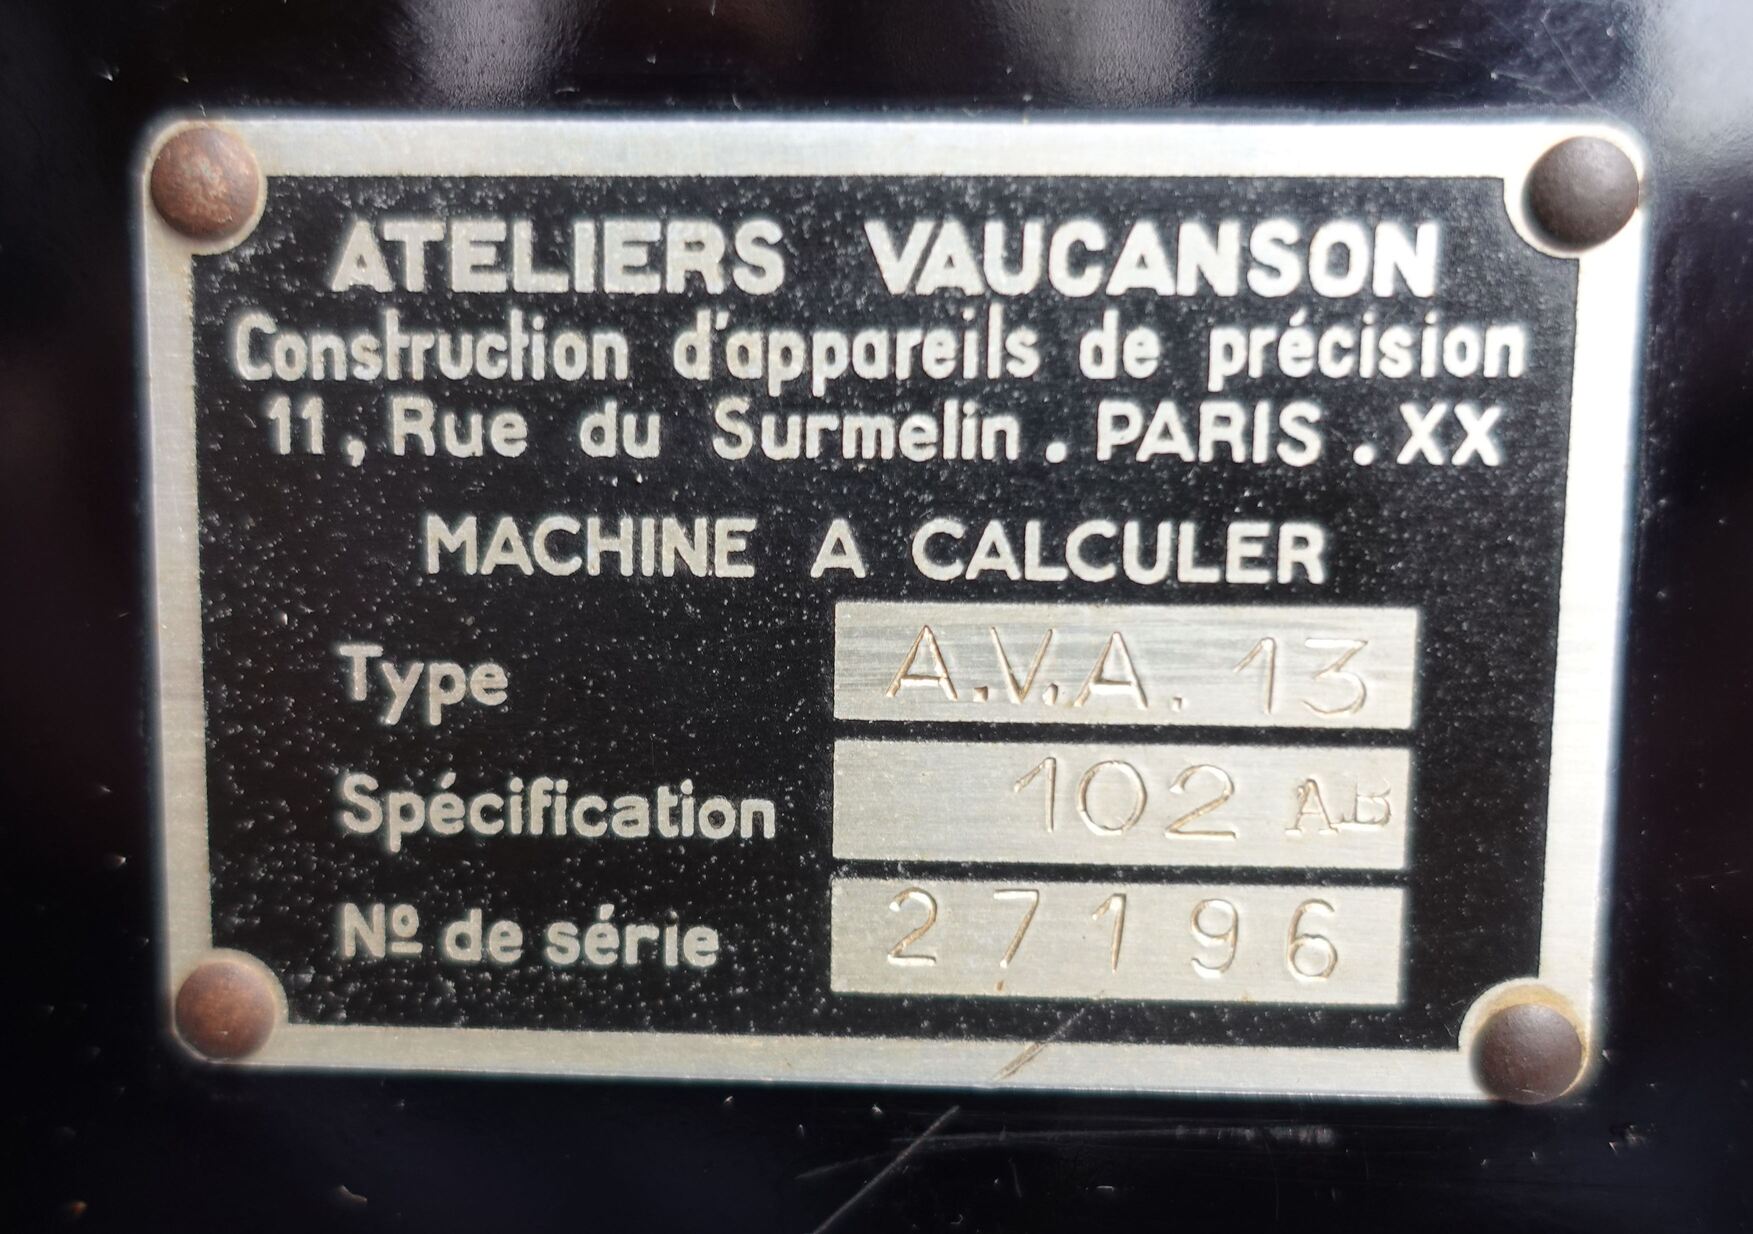 ATELIERS VAUCANSON
Construction d'appareils de précision
11, Rue du Surmelin . PARIS . XX
MACHINE A CALCULER
Type A.V.A. 13
Spécification 102 AB
Nº de série 27196